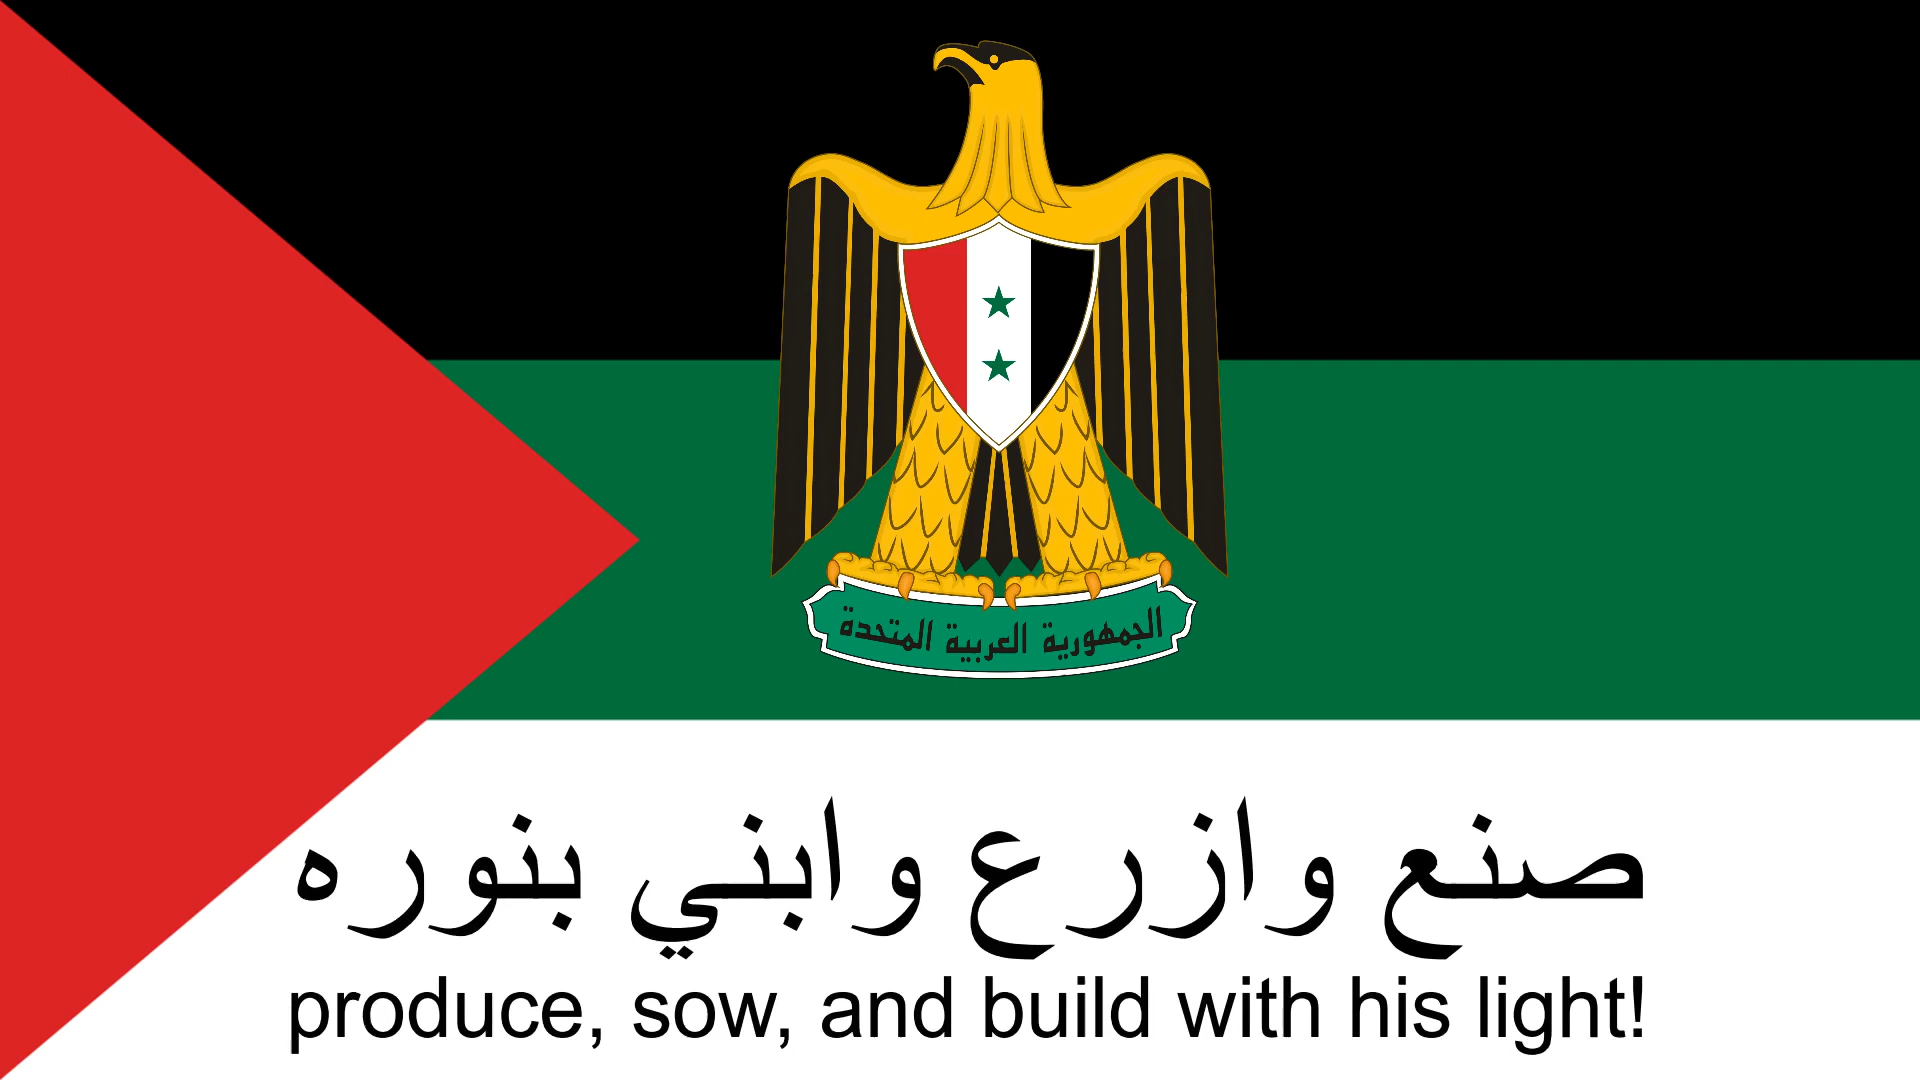 الجمهورية العربية المتحدة
صنع وازرع وابني بنوره
produce, sow, and build with his light!